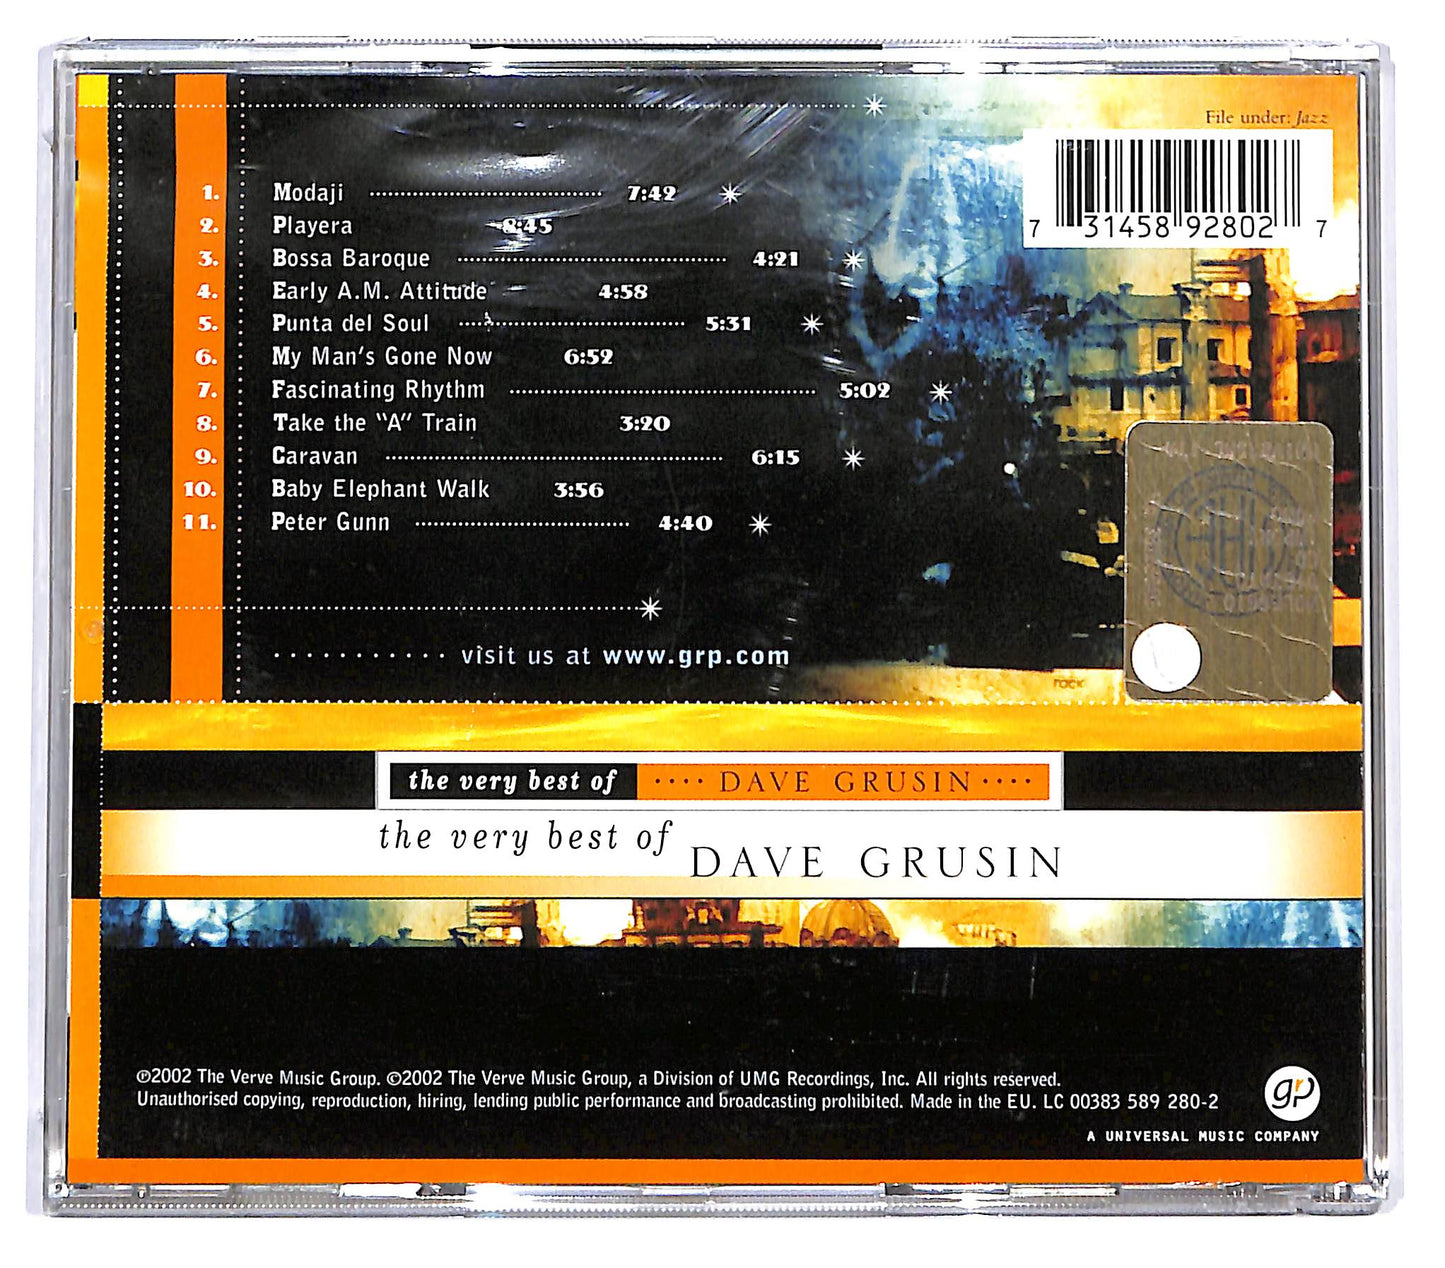 File under: Jazz
7 31458 92802 7
1. Modaji 7:42
2. Playera 8:45
3. Bossa Baroque 4:21
4. Early A.M. Attitude 4:58
5. Punta del Soul 5:31
6. My Man's Gone Now 6:52
7. Fascinating Rhythm 5:02
8. Take the "A" Train 3:20
9. Caravan 6:15
10. Baby Elephant Walk 3:56
11. Peter Gunn 4:40
visit us at www.grp.com
rock
the very best of DAVE GRUSIN
the very best of DAVE GRUSIN
℗2002 The Verve Music Group. ©2002 The Verve Music Group, a Division of UMG Recordings, Inc. All rights reserved.
Unauthorised copying, reproduction, hiring, lending public performance and broadcasting prohibited. Made in the EU. LC 00383 589 280-2
grp
A UNIVERSAL MUSIC COMPANY